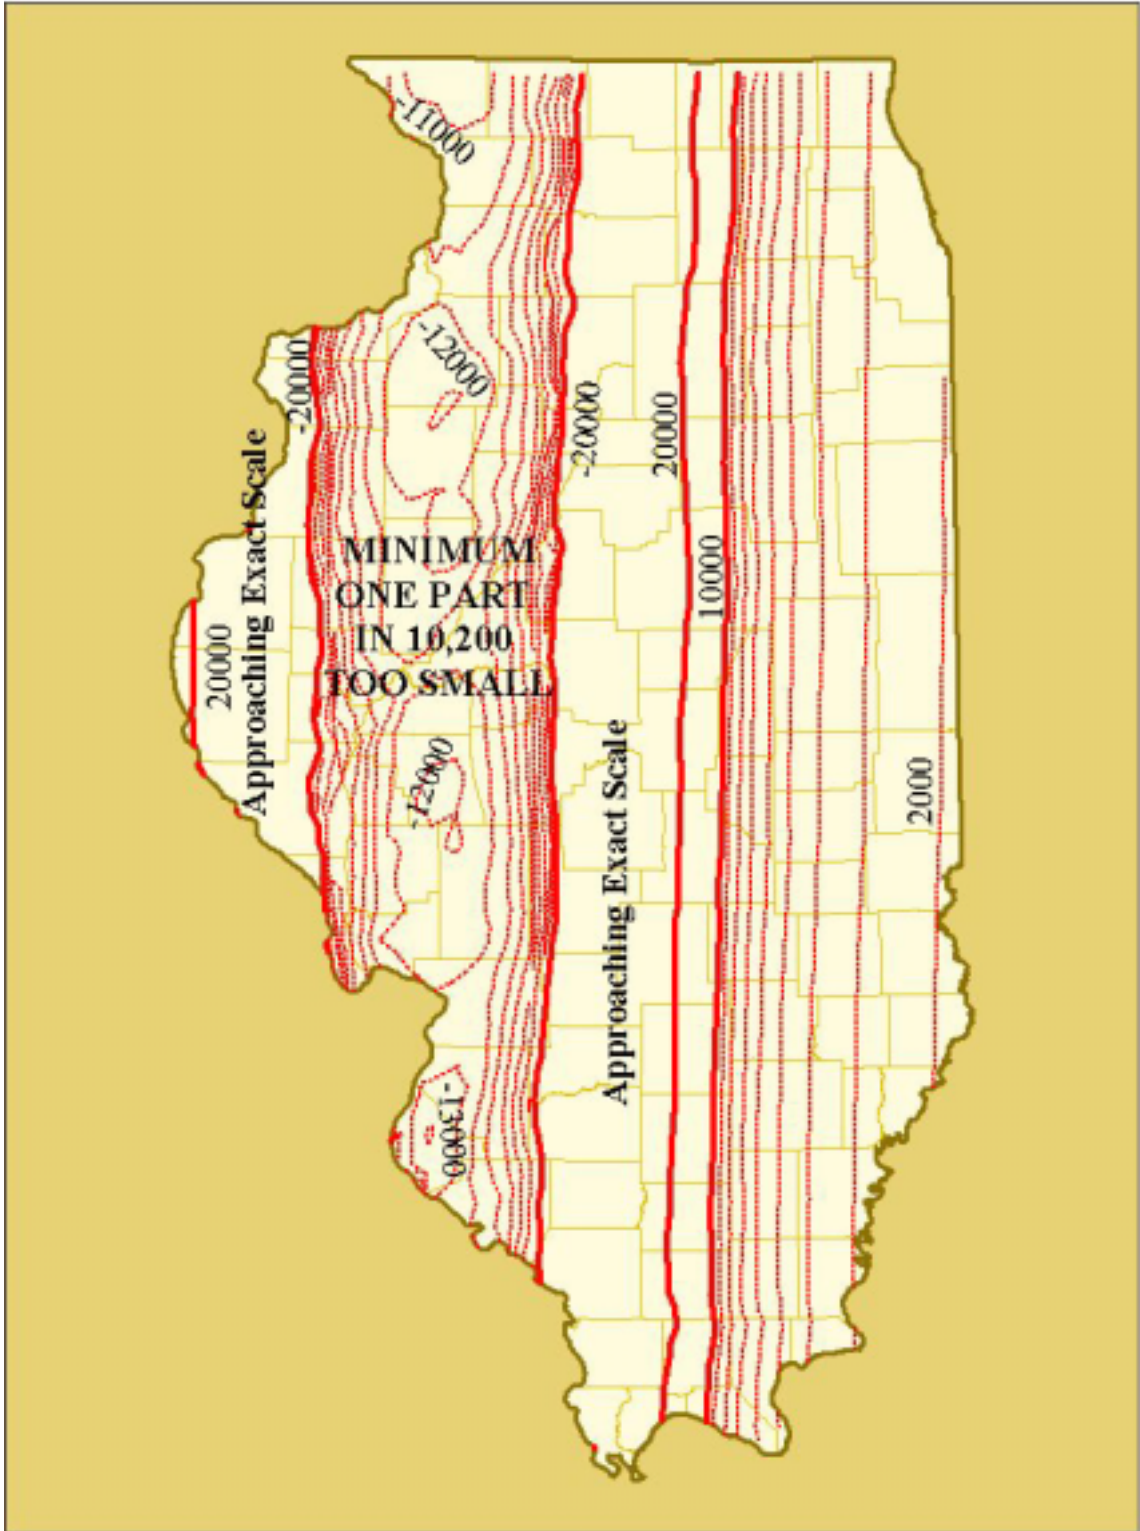 -11000
-12000
-20000
-20000
20000
Approaching Exact Scale
MINIMUM
ONE PART
IN 10,200
TOO SMALL
10000
20000
-12000
Approaching Exact Scale
2000
-13000